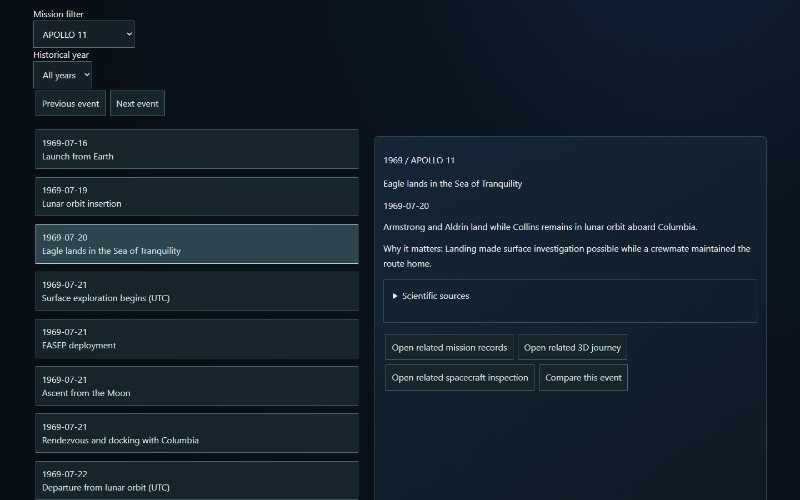 Mission filter
APOLLO 11
Historical year
All years
Previous event
Next event
1969-07-16
Launch from Earth
1969-07-19
Lunar orbit insertion
1969-07-20
Eagle lands in the Sea of Tranquility
1969-07-21
Surface exploration begins (UTC)
1969-07-21
EASEP deployment
1969-07-21
Ascent from the Moon
1969-07-21
Rendezvous and docking with Columbia
1969-07-22
Departure from lunar orbit (UTC)
1969 / APOLLO 11
Eagle lands in the Sea of Tranquility
1969-07-20
Armstrong and Aldrin land while Collins remains in lunar orbit aboard Columbia.
Why it matters: Landing made surface investigation possible while a crewmate maintained the
route home.
Scientific sources
Open related mission records
Open related 3D journey
Open related spacecraft inspection
Compare this event